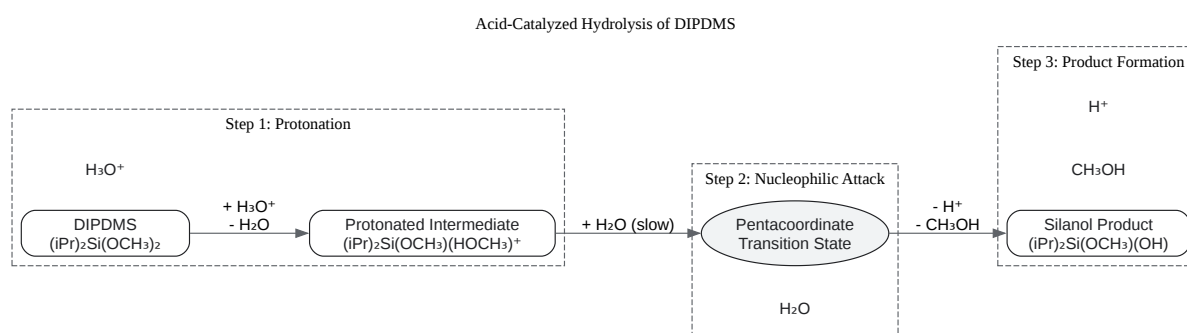 Acid-Catalyzed Hydrolysis of DIPDMS
Step 1: Protonation
H₃O⁺
DIPDMS
(iPr)₂Si(OCH₃)₂
+ H₃O⁺
- H₂O
Protonated Intermediate
(iPr)₂Si(OCH₃)(HOCH₃)⁺
+ H₂O (slow)
Step 2: Nucleophilic Attack
Pentacoordinate
Transition State
H₂O
- H⁺
- CH₃OH
Step 3: Product Formation
H⁺
CH₃OH
Silanol Product
(iPr)₂Si(OCH₃)(OH)